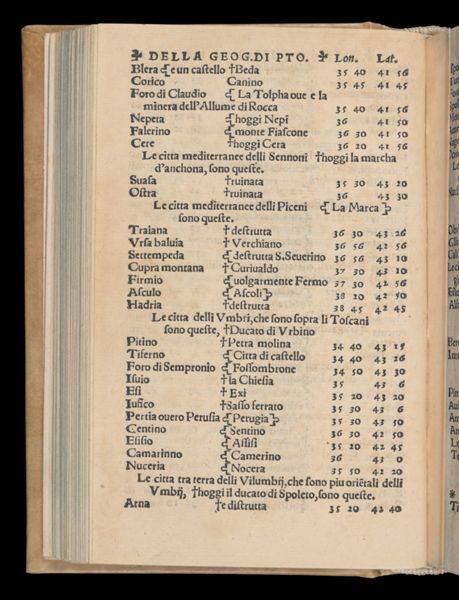 DELLA GEOG. DI PTO. Lon. Lat.
Blera { e un castello †Beda 35 40 41 56
Corico Canino 35 45 41 45
Foro di Claudio { La Tolpha oue e la
minera dell'Allume di Rocca 35 40 41 56
Nepeta { hoggi Nepi 36 41 50
Falerino { monte Fiascone 36 30 41 50
Cere †hoggi Cera 36 20 41 56
Le citta mediterranee delli Sennoni †hoggi la marcha
d'anchona, sono queste.
Suasa †ruinata 35 30 43 20
Ostra †ruinata 36 43 30
Le citta mediterranee delli Piceni { La Marca }
sono queste.
Traiana †destrutta 36 30 43 26
Vrsa baluia †Verchiano 36 56 42 56
Settempeda { destrutta S. Seuerino 36 56 43 10
Cupra montana †Curiualdo 37 30 43 10
Firmio { uolgarmente Fermo 37 30 42 56
Asculo { Ascoli } 38 20 42 50
Hadria †destrutta 38 45 42 45
Le citta delli Vmbri, che sono sopra li Toscani
sono queste, †Ducato di Vrbino
Pitino †Petra molina 34 40 43 15
Tiferno { Citta di castello 34 40 43 26
Foro di Sempronio { Fossombrone 34 50 43 30
Isuio †la Chiesia 35 43 6
Esi † Exi 35 20 43 20
Iusico †Sasso ferrato 35 30 43 6
Pertia ouero Perusia { Perugia } 35 30 43 50
Centino { Sentino 36 30 42 50
Esisio { Assisi 35 20 42 45
Camarinno { Camerino 36 43 0
Nuceria { Nocera 35 50 42 20
Le citta tra terra delli Vilumbij, che sono piu oriētali delli
Vmbij, †hoggi il ducato di Spoleto, sono queste.
Arna †e distrutta 35 20 42 40